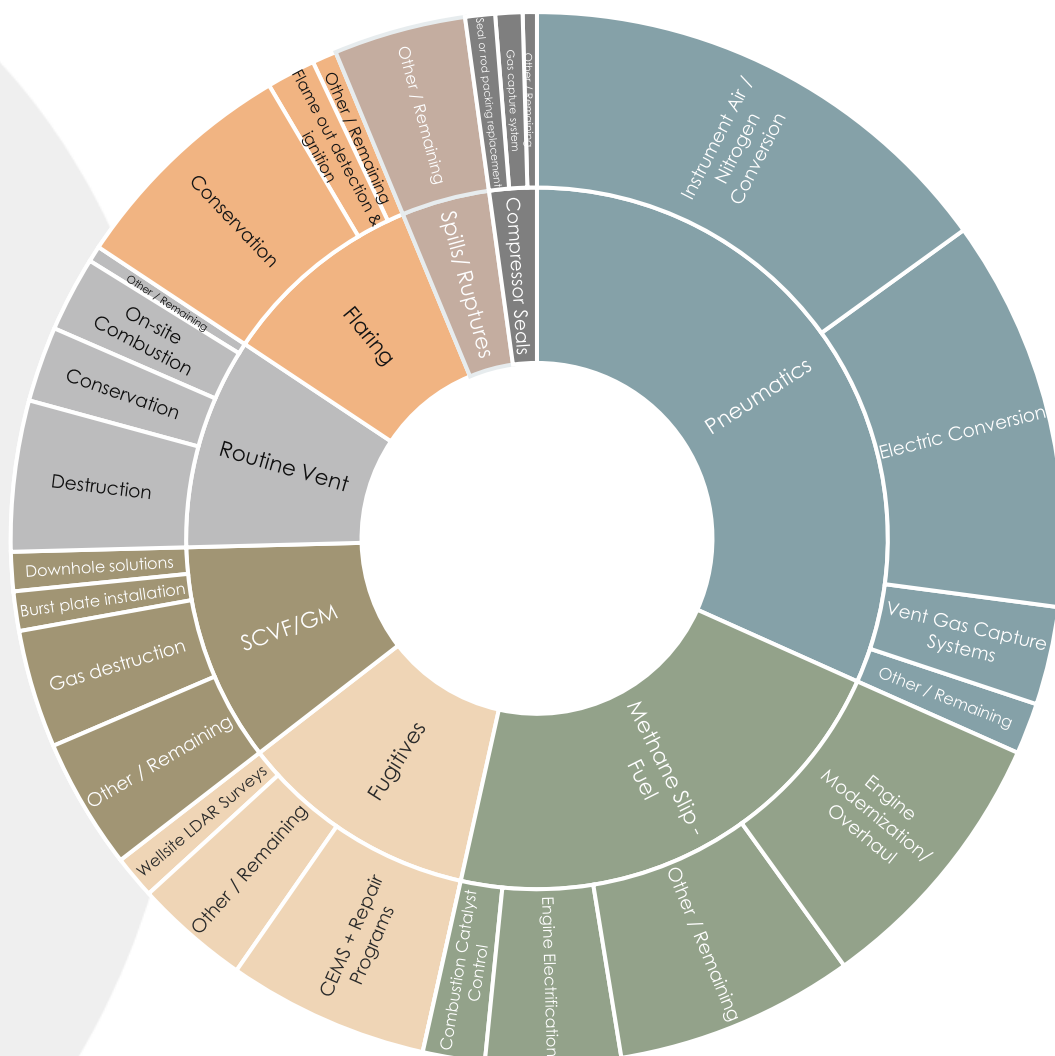 Instrument Air /
Nitrogen
Conversion
Electric Conversion
Vent Gas Capture
Systems
Other / Remaining
Pneumatics
Engine
Modernization/
Overhaul
Other / Remaining
Engine Electrification
Combustion Catalyst
Control
Methane Slip -
Fuel
CEMS + Repair
Programs
Other / Remaining
Wellsite LDAR Surveys
Fugitives
Other / Remaining
Gas destruction
Burst plate installation
Downhole solutions
SCVF/GM
Destruction
Conservation
On-site
Combustion
Other / Remaining
Routine Vent
Conservation
Flame out detection &
ignition
Other / Remaining
Flaring
Other / Remaining
Spills/ Ruptures
Seal or rod packing replacement
Gas capture system
Other / Remaining
Compressor Seals